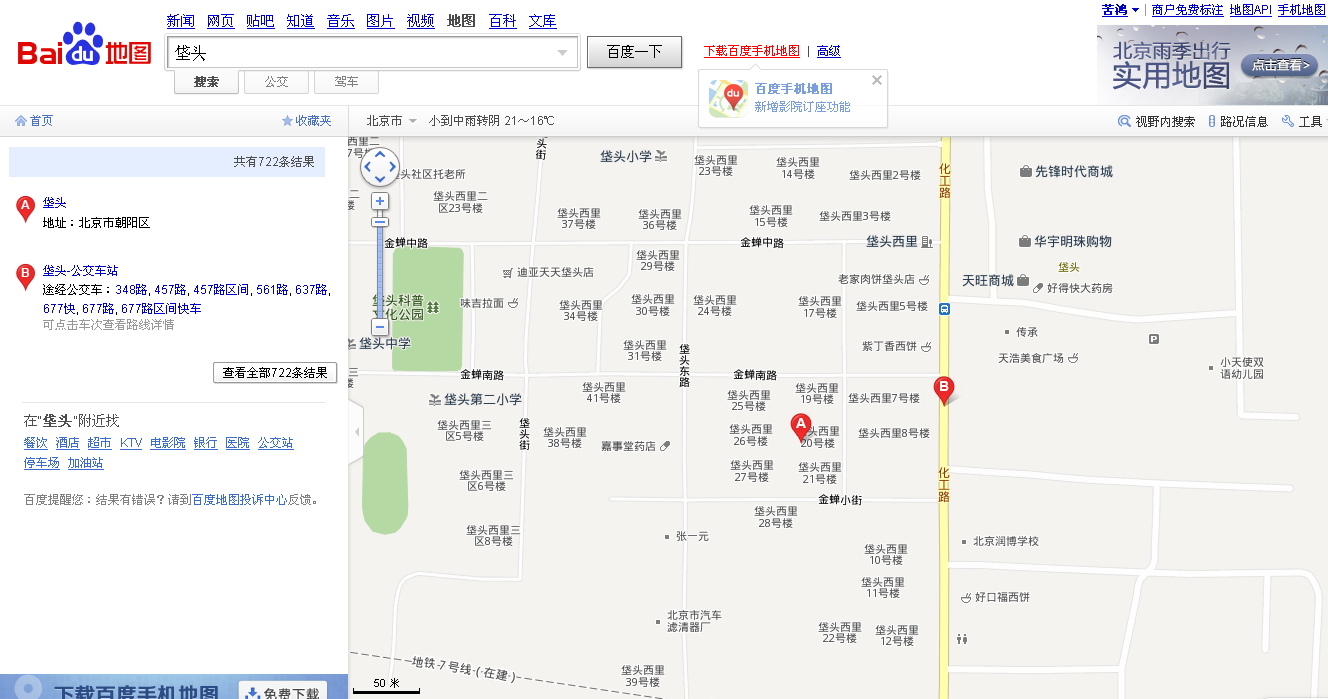 新闻 网页 贴吧 知道 音乐 图片 视频 地图 百科 文库
苦鸿 | 商户免费标注 地图API 手机地图
Bai du 地图
垡头
百度一下
下载百度手机地图 | 高级
搜索 公交 驾车
百度手机地图
新增影院订座功能
北京雨季出行
实用地图
点击查看>
首页 收藏夹
北京市 小到中雨转阴 21～16℃
视野内搜索 路况信息 工具
共有722条结果
A 垡头
地址：北京市朝阳区
B 垡头-公交车站
途经公交车：348路, 457路, 457路区间, 561路, 637路,
677快, 677路, 677路区间快车
可点击车次查看路线详情
查看全部722条结果
在"垡头"附近找
餐饮 酒店 超市 KTV 电影院 银行 医院 公交站
停车场 加油站
百度提醒您：结果有错误？请到百度地图投诉中心反馈。
下载百度手机地图 免费下载
头街
垡头小学
垡头西里
23号楼
垡头西里
14号楼
垡头西里2号楼
化工路
先锋时代商城
头社区托老所
垡头西里二
区23号楼
垡头西里
37号楼
垡头西里
36号楼
垡头西里
15号楼
垡头西里3号楼
金蝉中路
金蝉中路
垡头西里
华宇明珠购物
垡头西里
29号楼
迪亚天天垡头店
老家肉饼垡头店
天旺商城
垡头
好得快大药房
垡头科普
文化公园
味吉拉面
垡头西里
34号楼
垡头西里
30号楼
垡头西里
24号楼
垡头西里
17号楼
垡头西里5号楼
传承
P
垡头中学
垡头西里
31号楼
垡头东路
紫丁香西饼
天浩美食广场
小天使双
语幼儿园
金蝉南路
金蝉南路
垡头第二小学
垡头西里
41号楼
垡头西里
25号楼
垡头西里
19号楼
垡头西里7号楼
B
垡头西里三
区5号楼
垡头街
垡头西里
38号楼
嘉事堂药店
垡头西里
26号楼
A
头西里
20号楼
垡头西里8号楼
垡头西里三
区6号楼
垡头西里
27号楼
垡头西里
21号楼
化工路
金蝉小街
垡头西里三
区8号楼
张一元
垡头西里
28号楼
垡头西里
10号楼
北京润博学校
垡头西里
11号楼
好口福西饼
北京市汽车
滤清器厂
垡头西里
22号楼
垡头西里
12号楼
地铁7号线(在建)
垡头西里
39号楼
50 米